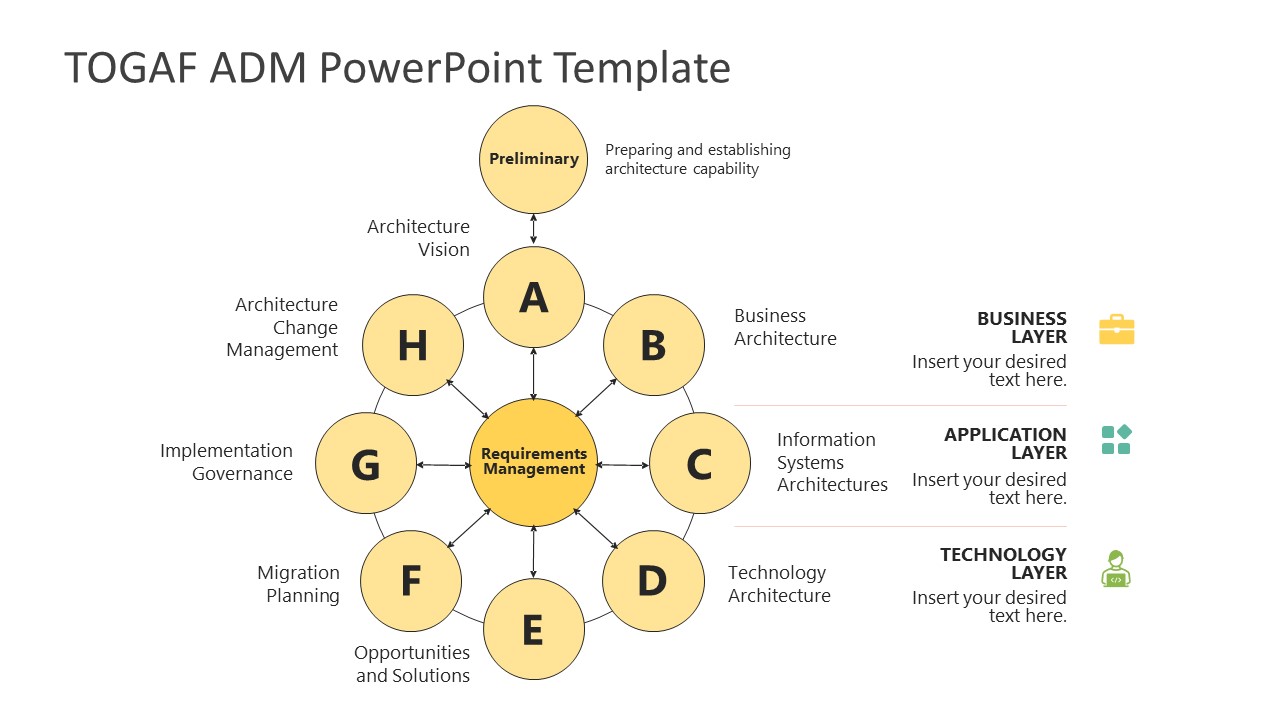 TOGAF ADM PowerPoint Template
Preliminary
Preparing and establishing
architecture capability
Architecture
Vision
A
Architecture
Change
Management
H
B
Business
Architecture
BUSINESS
LAYER
Insert your desired
text here.
Implementation
Governance
G
Requirements
Management
C
Information
Systems
Architectures
APPLICATION
LAYER
Insert your desired
text here.
Migration
Planning
F
D
Technology
Architecture
TECHNOLOGY
LAYER
Insert your desired
text here.
E
Opportunities
and Solutions